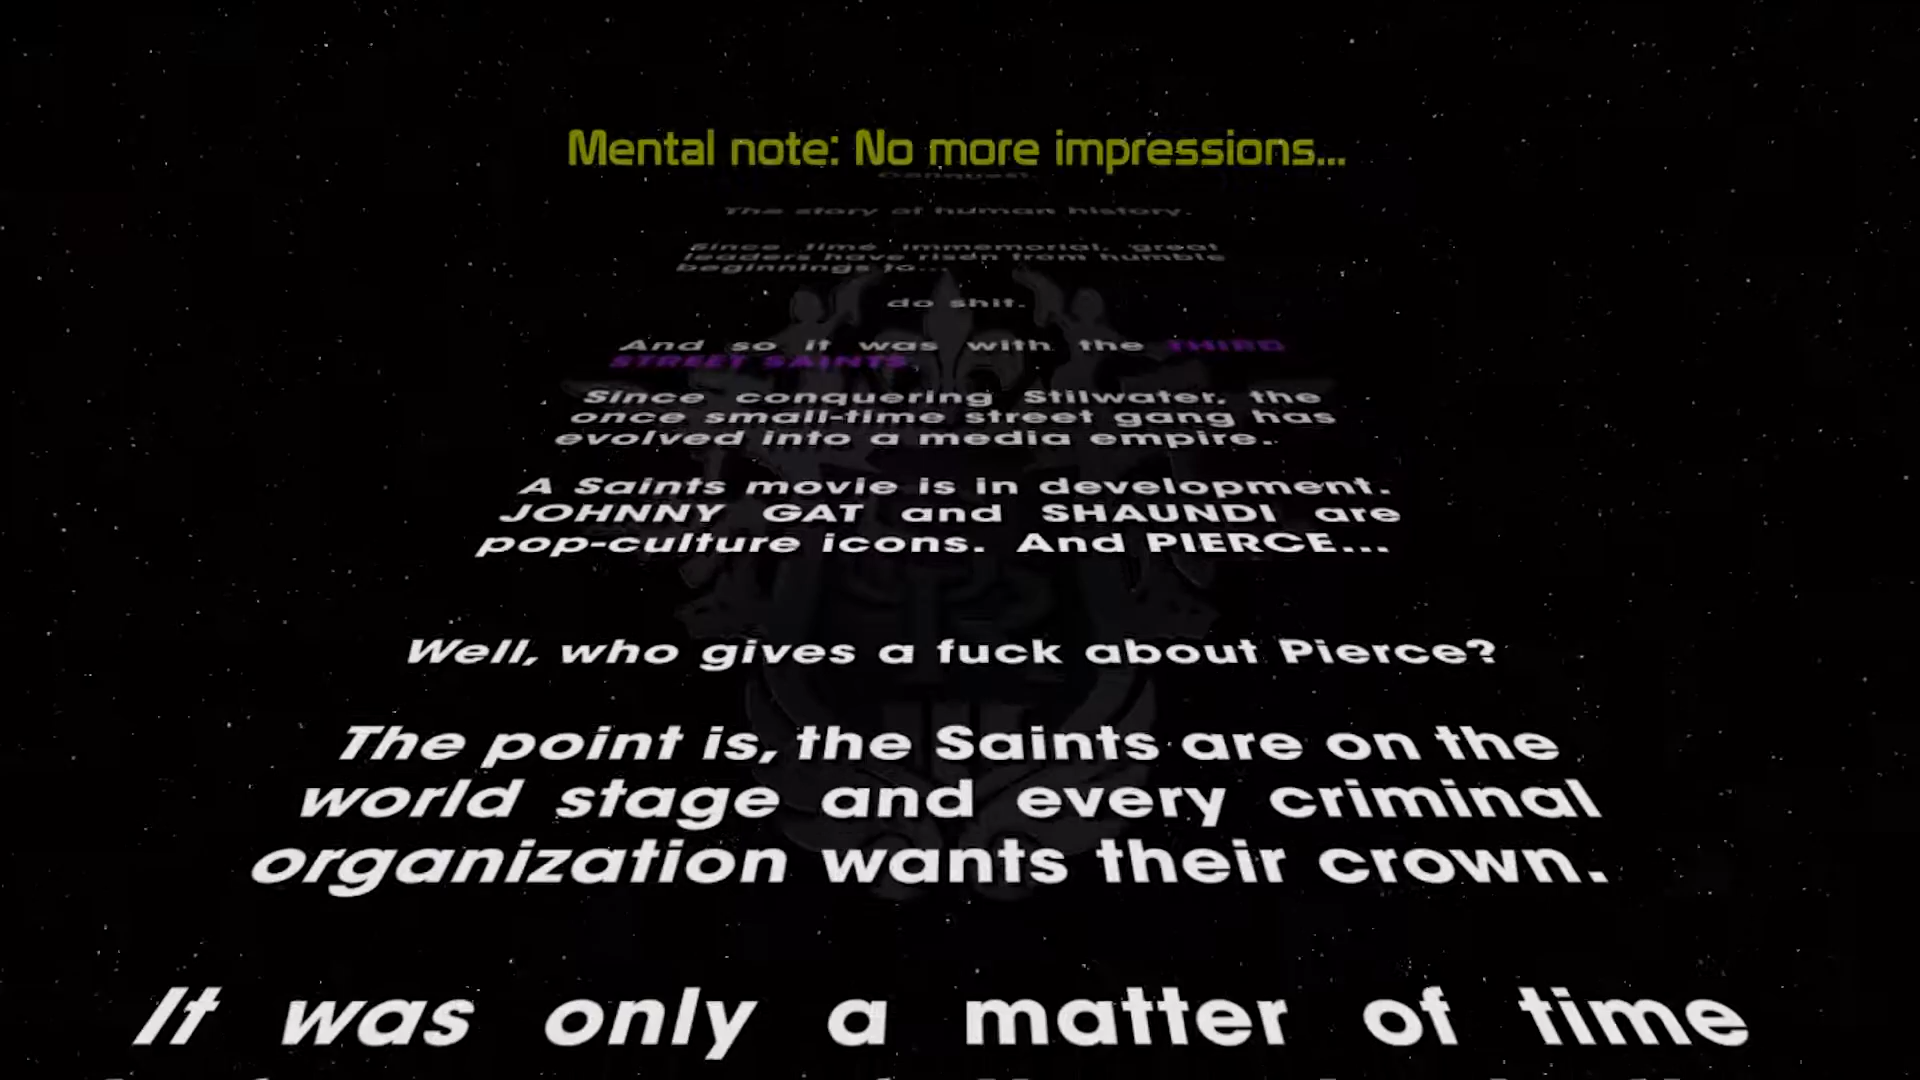 Mental note: No more impressions...
Conquest.
The story of human history.
Since time immemorial, great
leaders have risen from humble
beginnings to...
do shit.
And so it was with the THIRD
STREET SAINTS.
Since conquering Stilwater, the
once small-time street gang has
evolved into a media empire.
A Saints movie is in development.
JOHNNY GAT and SHAUNDI are
pop-culture icons. And PIERCE...
Well, who gives a fuck about Pierce?
The point is, the Saints are on the
world stage and every criminal
organization wants their crown.
It was only a matter of time